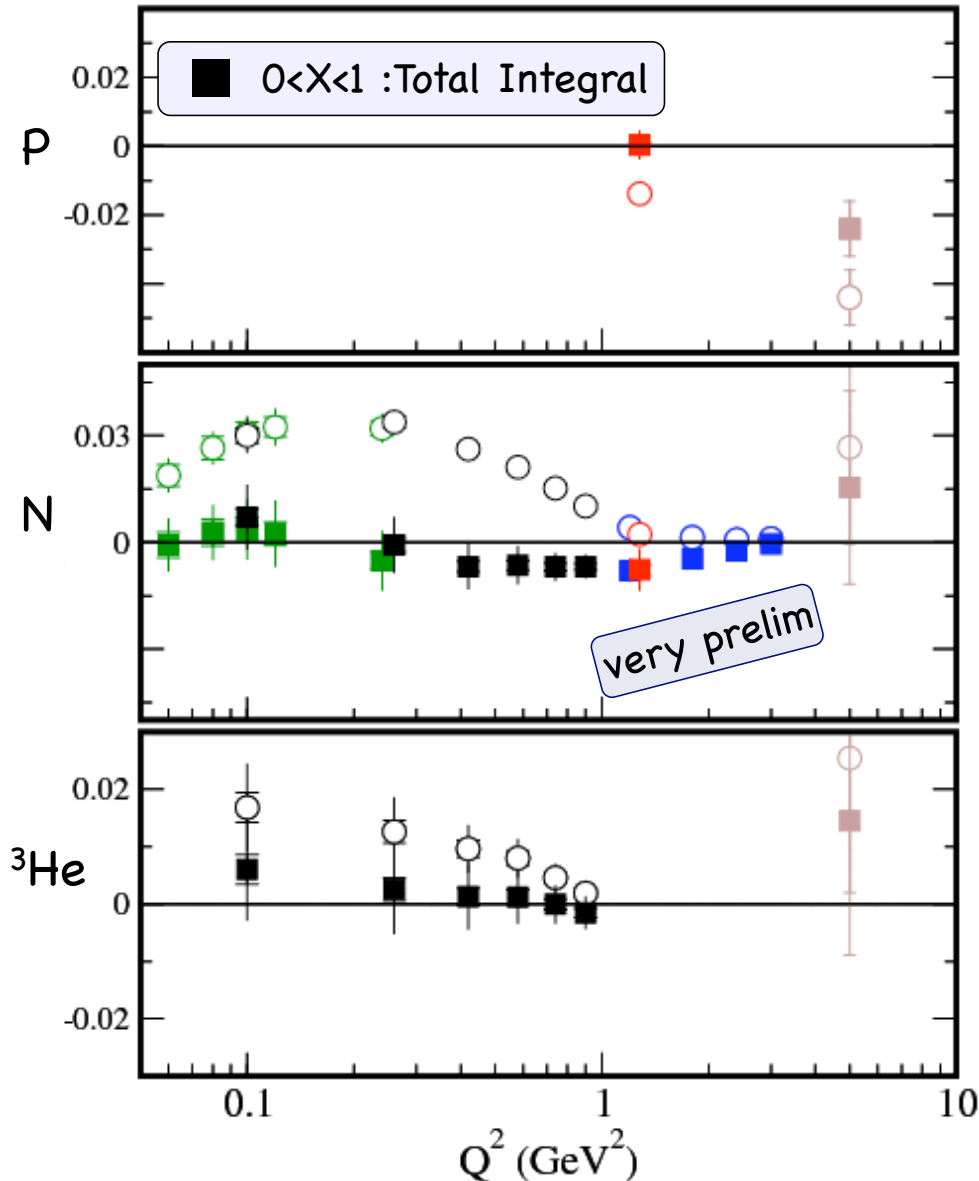 0<X<1 :Total Integral
P
0.02
0
-0.02
N
0.03
0
very prelim
³He
0.02
0
-0.02
0.1
1
10
Q² (GeV²)